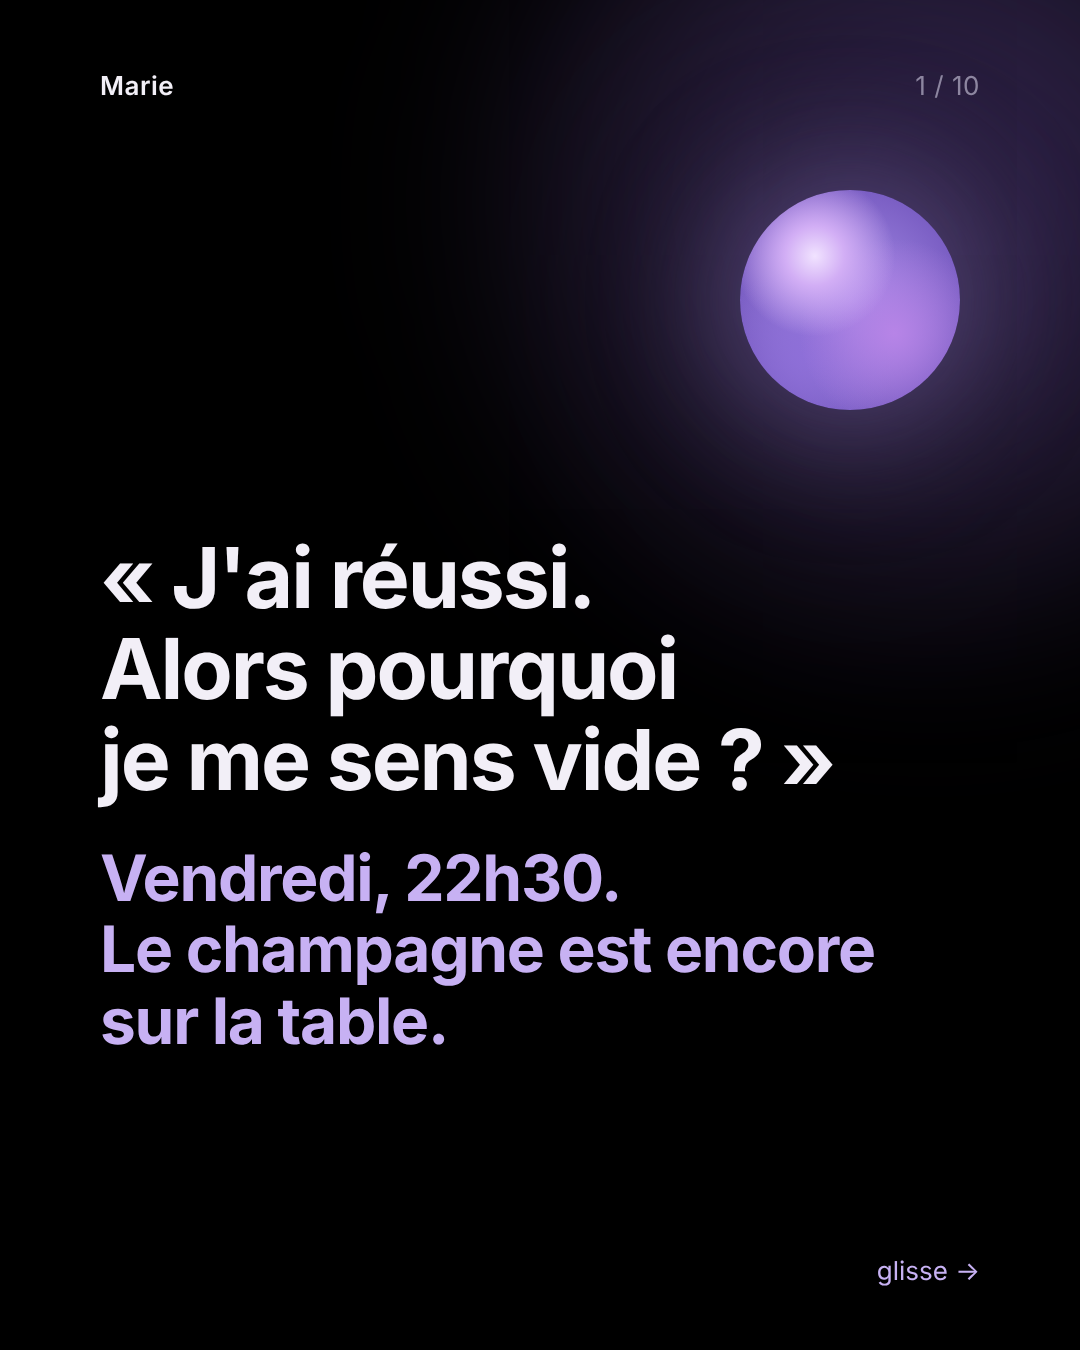 Marie
1 / 10
« J'ai réussi.
Alors pourquoi
je me sens vide ? »
Vendredi, 22h30.
Le champagne est encore
sur la table.
glisse →